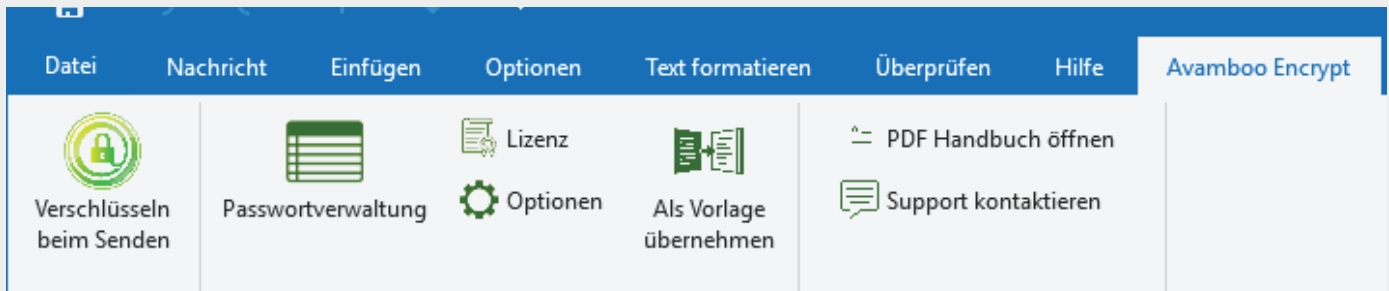 Datei Nachricht Einfügen Optionen Text formatieren Überprüfen Hilfe Avamboo Encrypt
Verschlüsseln
beim Senden
Passwortverwaltung
Lizenz
Optionen
Als Vorlage
übernehmen
PDF Handbuch öffnen
Support kontaktieren